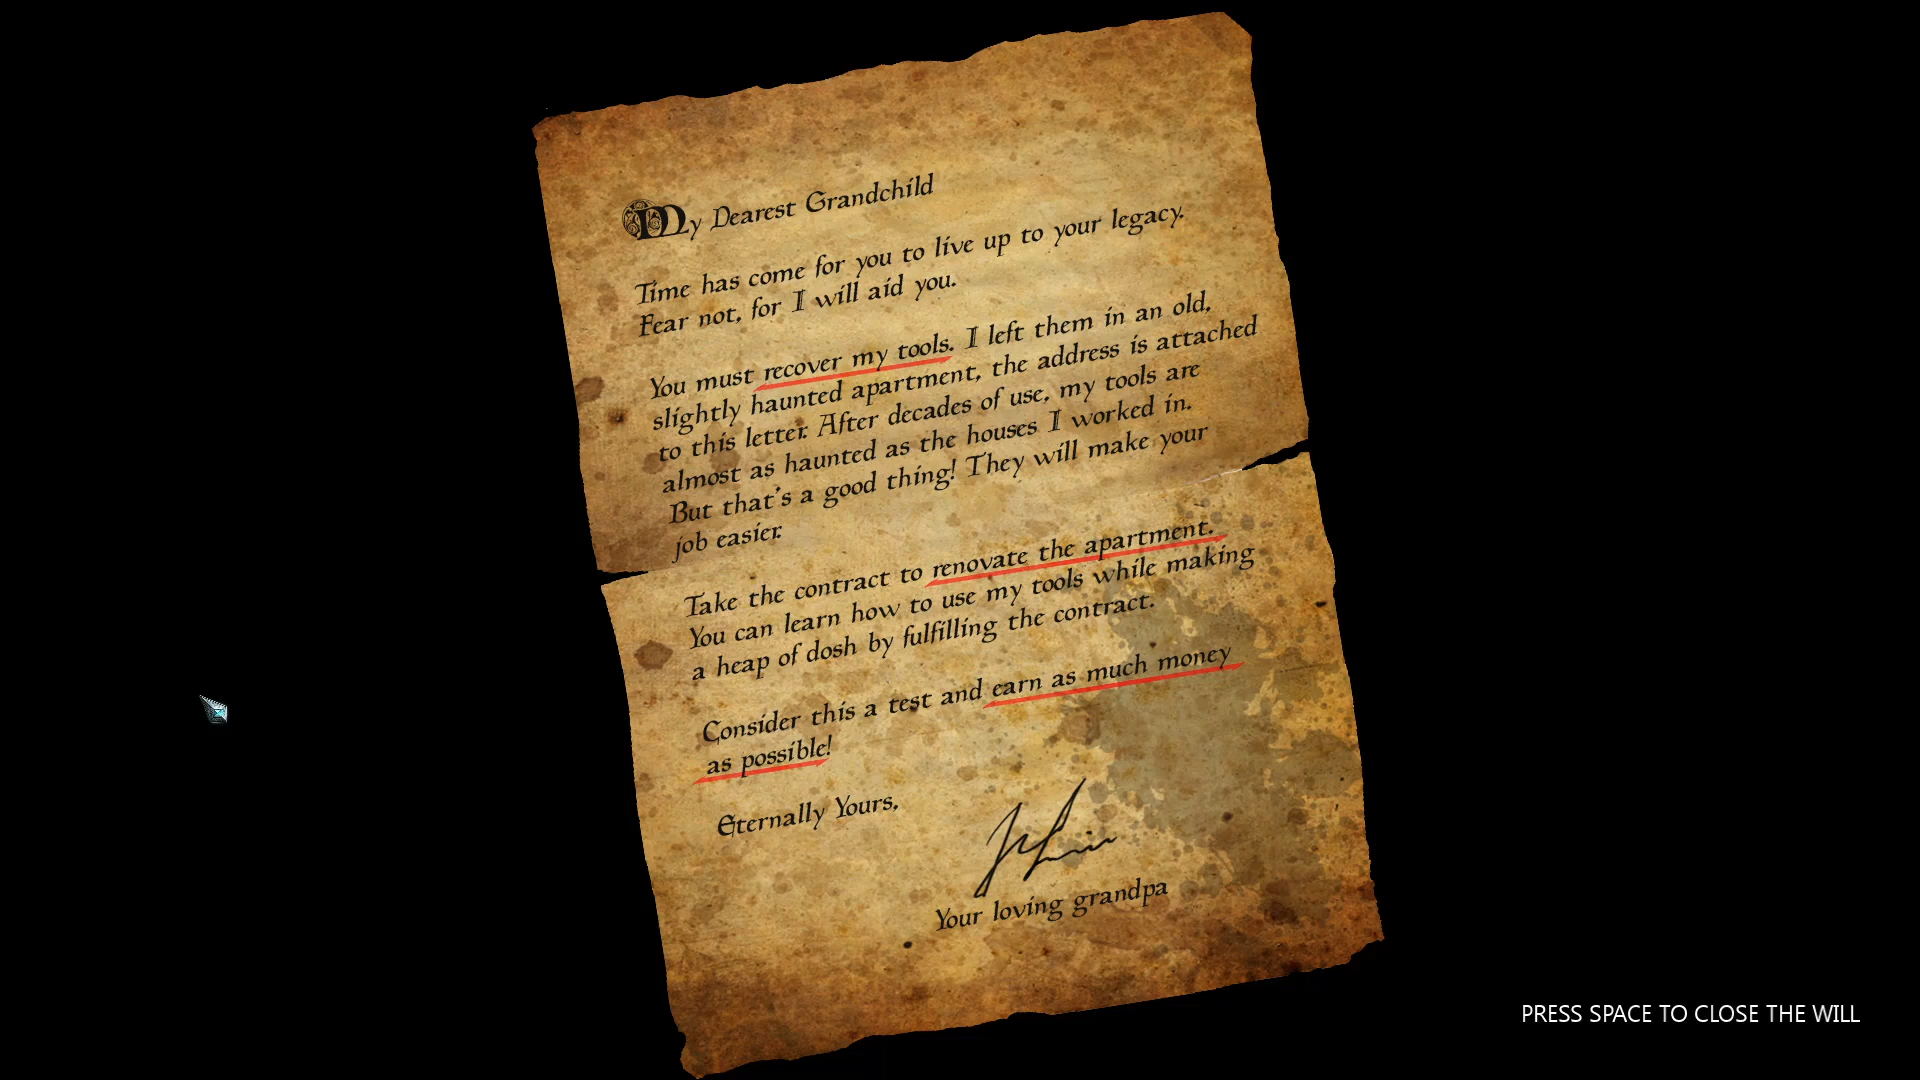 My Dearest Grandchild
Time has come for you to live up to your legacy.
Fear not, for I will aid you.
You must recover my tools. I left them in an old,
slightly haunted apartment, the address is attached
to this letter. After decades of use, my tools are
almost as haunted as the houses I worked in.
But that's a good thing! They will make your
job easier.
Take the contract to renovate the apartment.
You can learn how to use my tools while making
a heap of dosh by fulfilling the contract.
Consider this a test and earn as much money
as possible!
Eternally Yours,
Your loving grandpa
PRESS SPACE TO CLOSE THE WILL